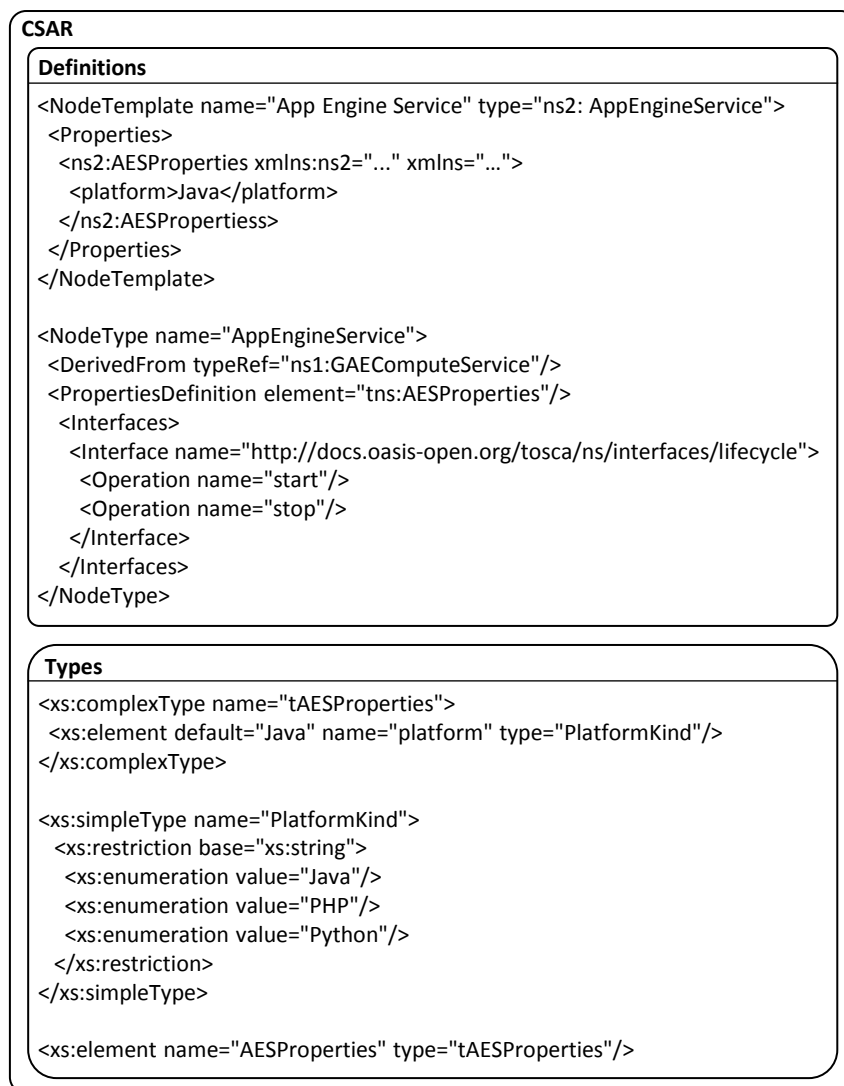 CSAR
Definitions
<NodeTemplate name="App Engine Service" type="ns2: AppEngineService">
<Properties>
<ns2:AESProperties xmlns:ns2="..." xmlns="...">
<platform>Java</platform>
</ns2:AESPropertiess>
</Properties>
</NodeTemplate>
<NodeType name="AppEngineService">
<DerivedFrom typeRef="ns1:GAEComputeService"/>
<PropertiesDefinition element="tns:AESProperties"/>
<Interfaces>
<Interface name="http://docs.oasis-open.org/tosca/ns/interfaces/lifecycle">
<Operation name="start"/>
<Operation name="stop"/>
</Interface>
</Interfaces>
</NodeType>
Types
<xs:complexType name="tAESProperties">
<xs:element default="Java" name="platform" type="PlatformKind"/>
</xs:complexType>
<xs:simpleType name="PlatformKind">
<xs:restriction base="xs:string">
<xs:enumeration value="Java"/>
<xs:enumeration value="PHP"/>
<xs:enumeration value="Python"/>
</xs:restriction>
</xs:simpleType>
<xs:element name="AESProperties" type="tAESProperties"/>